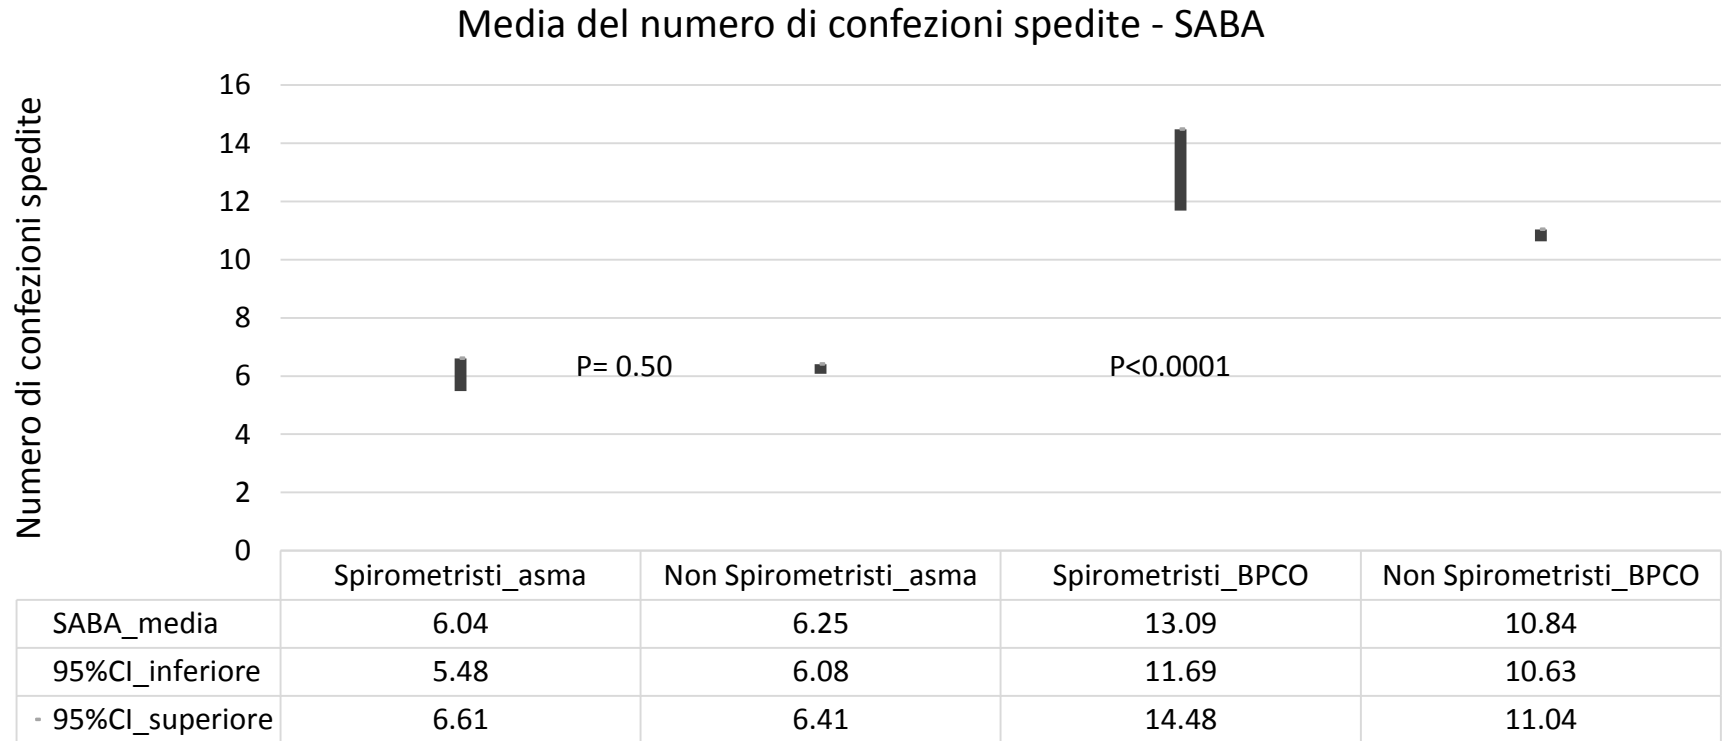 Media del numero di confezioni spedite - SABA
Numero di confezioni spedite
16
14
12
10
8
6
4
2
0
P= 0.50
P<0.0001
Spirometristi_asma Non Spirometristi_asma Spirometristi_BPCO Non Spirometristi_BPCO
SABA_media 6.04 6.25 13.09 10.84
95%CI_inferiore 5.48 6.08 11.69 10.63
95%CI_superiore 6.61 6.41 14.48 11.04